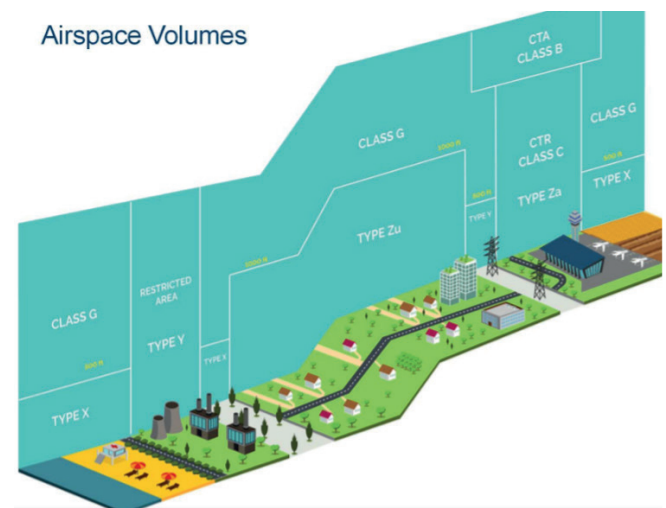 Airspace Volumes
CTA
CLASS B
CLASS G
CLASS G
CTR
CLASS C
TYPE Za
TYPE X
TYPE Y
TYPE Zu
RESTRICTED
AREA
TYPE Y
CLASS G
TYPE X
TYPE X